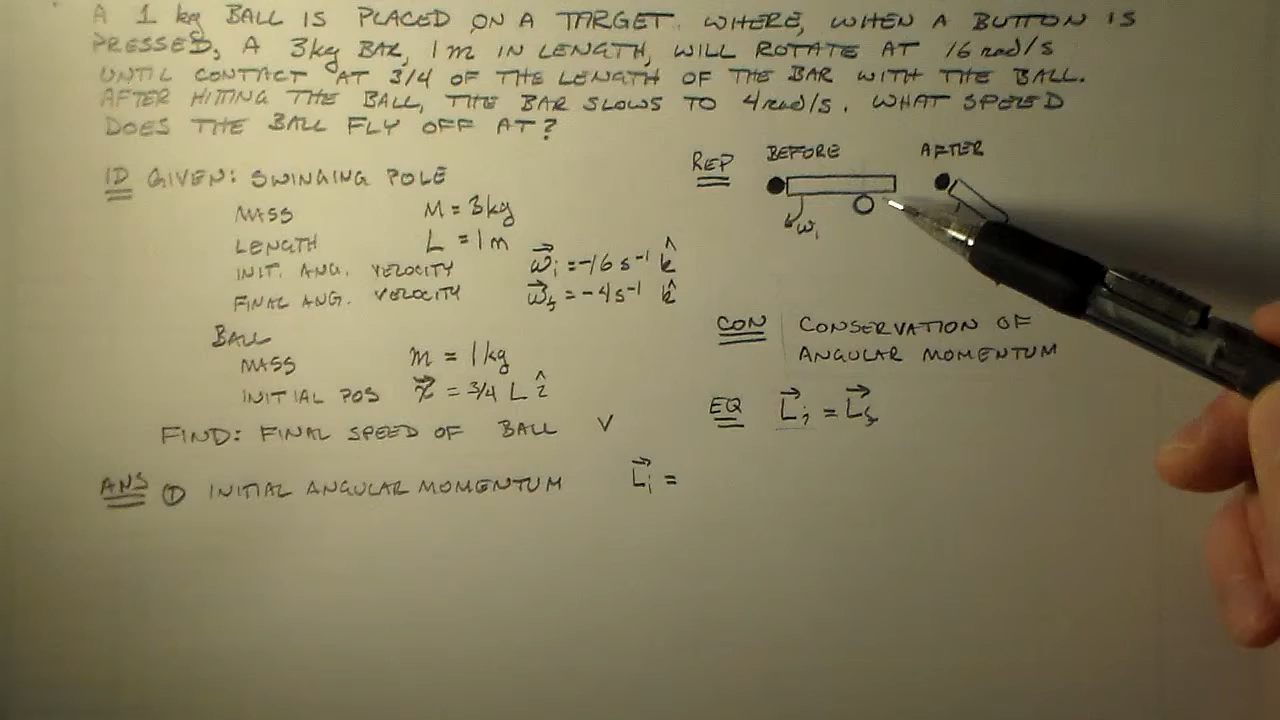 A 1 kg BALL IS PLACED ON A TARGET. WHERE, WHEN A BUTTON IS
PRESSED, A 3kg BAR, 1m IN LENGTH, WILL ROTATE AT 16 rad/s
UNTIL CONTACT AT 3/4 OF THE LENGTH OF THE BAR WITH THE BALL.
AFTER HITTING THE BALL, THE BAR SLOWS TO 4 rad/s. WHAT SPEED
DOES THE BALL FLY OFF AT?
ID GIVEN: SWINGING POLE
MASS M = 3kg
LENGTH L = 1m
INIT. ANG. VELOCITY ω⃗ᵢ = -16 s⁻¹ k̂
FINAL ANG. VELOCITY ω⃗f = -4 s⁻¹ k̂
BALL
MASS m = 1kg
INITIAL POS r⃗ = 3/4 L î
FIND: FINAL SPEED OF BALL V
REP BEFORE AFTER
ωᵢ
CON CONSERVATION OF
ANGULAR MOMENTUM
EQ L⃗ᵢ = L⃗f
ANS ① INITIAL ANGULAR MOMENTUM L⃗ᵢ =